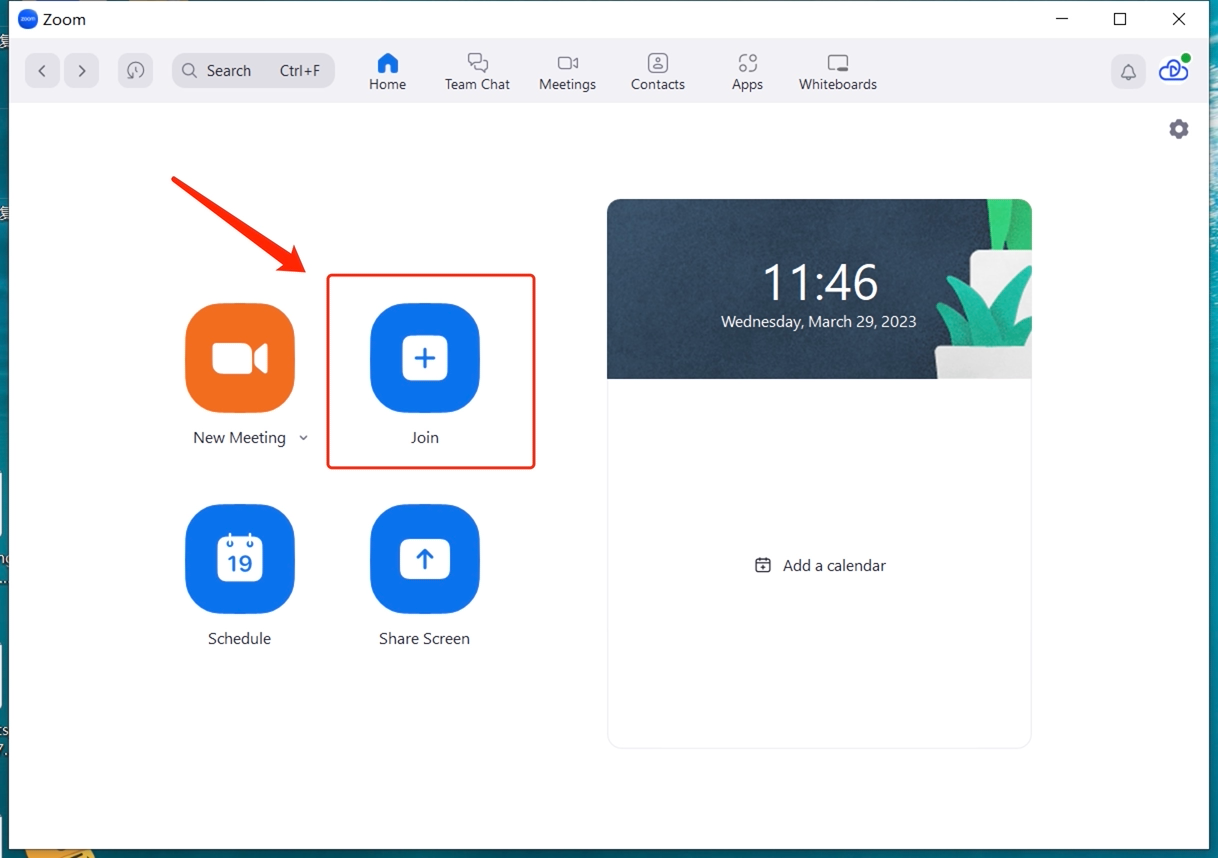 zoom Zoom
Search Ctrl+F
Home
Team Chat
Meetings
Contacts
Apps
Whiteboards
11:46
Wednesday, March 29, 2023
New Meeting
Join
19
Schedule
Share Screen
Add a calendar